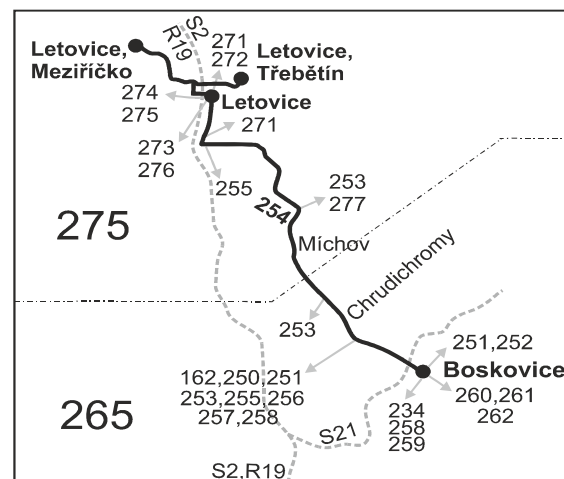 S2
R19
271
272
Letovice,
Meziříčko
Letovice,
Třebětín
274
275
Letovice
271
273
276
255
253
277
254
275
Míchov
Chrudichromy
253
251,252
Boskovice
162,250,251
253,255,256
257,258
260,261
262
234
258
259
265
S21
S2,R19